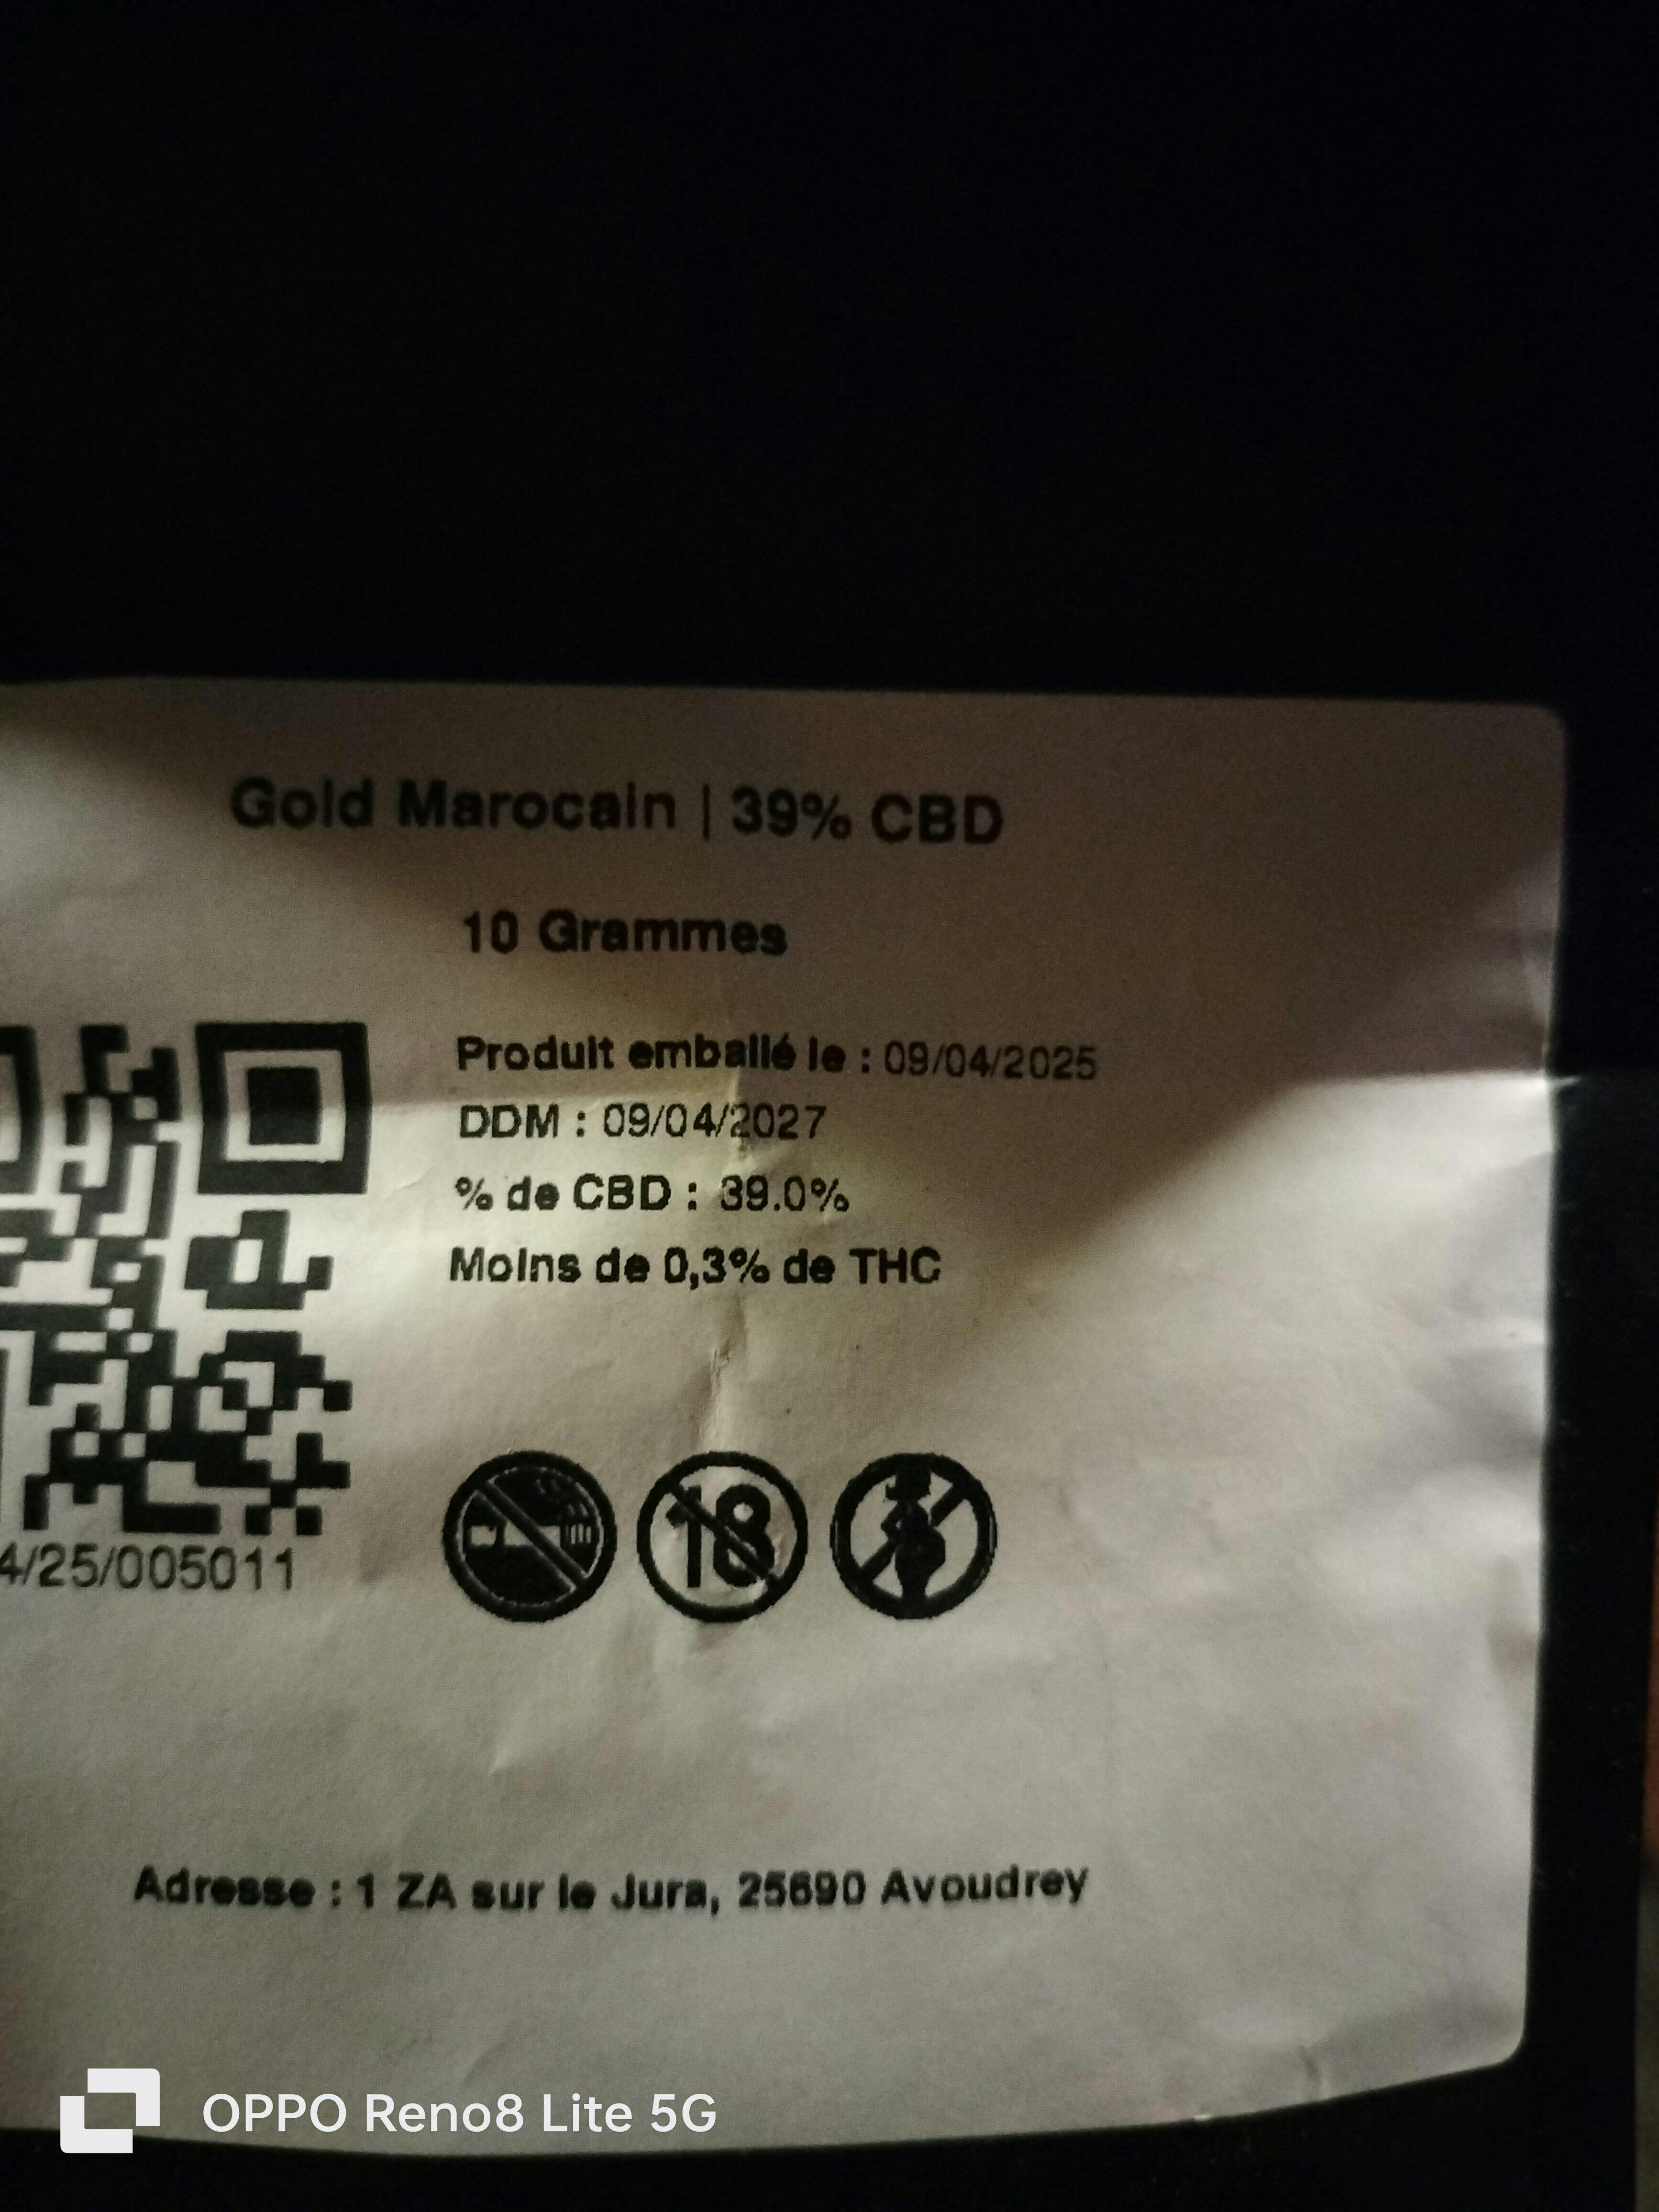 Gold Marocain | 39% CBD
10 Grammes
Produit emballé le : 09/04/2025
DDM : 09/04/2027
% de CBD : 39.0%
Moins de 0,3% de THC
18
4/25/005011
Adresse : 1 ZA sur le Jura, 25690 Avoudrey
OPPO Reno8 Lite 5G